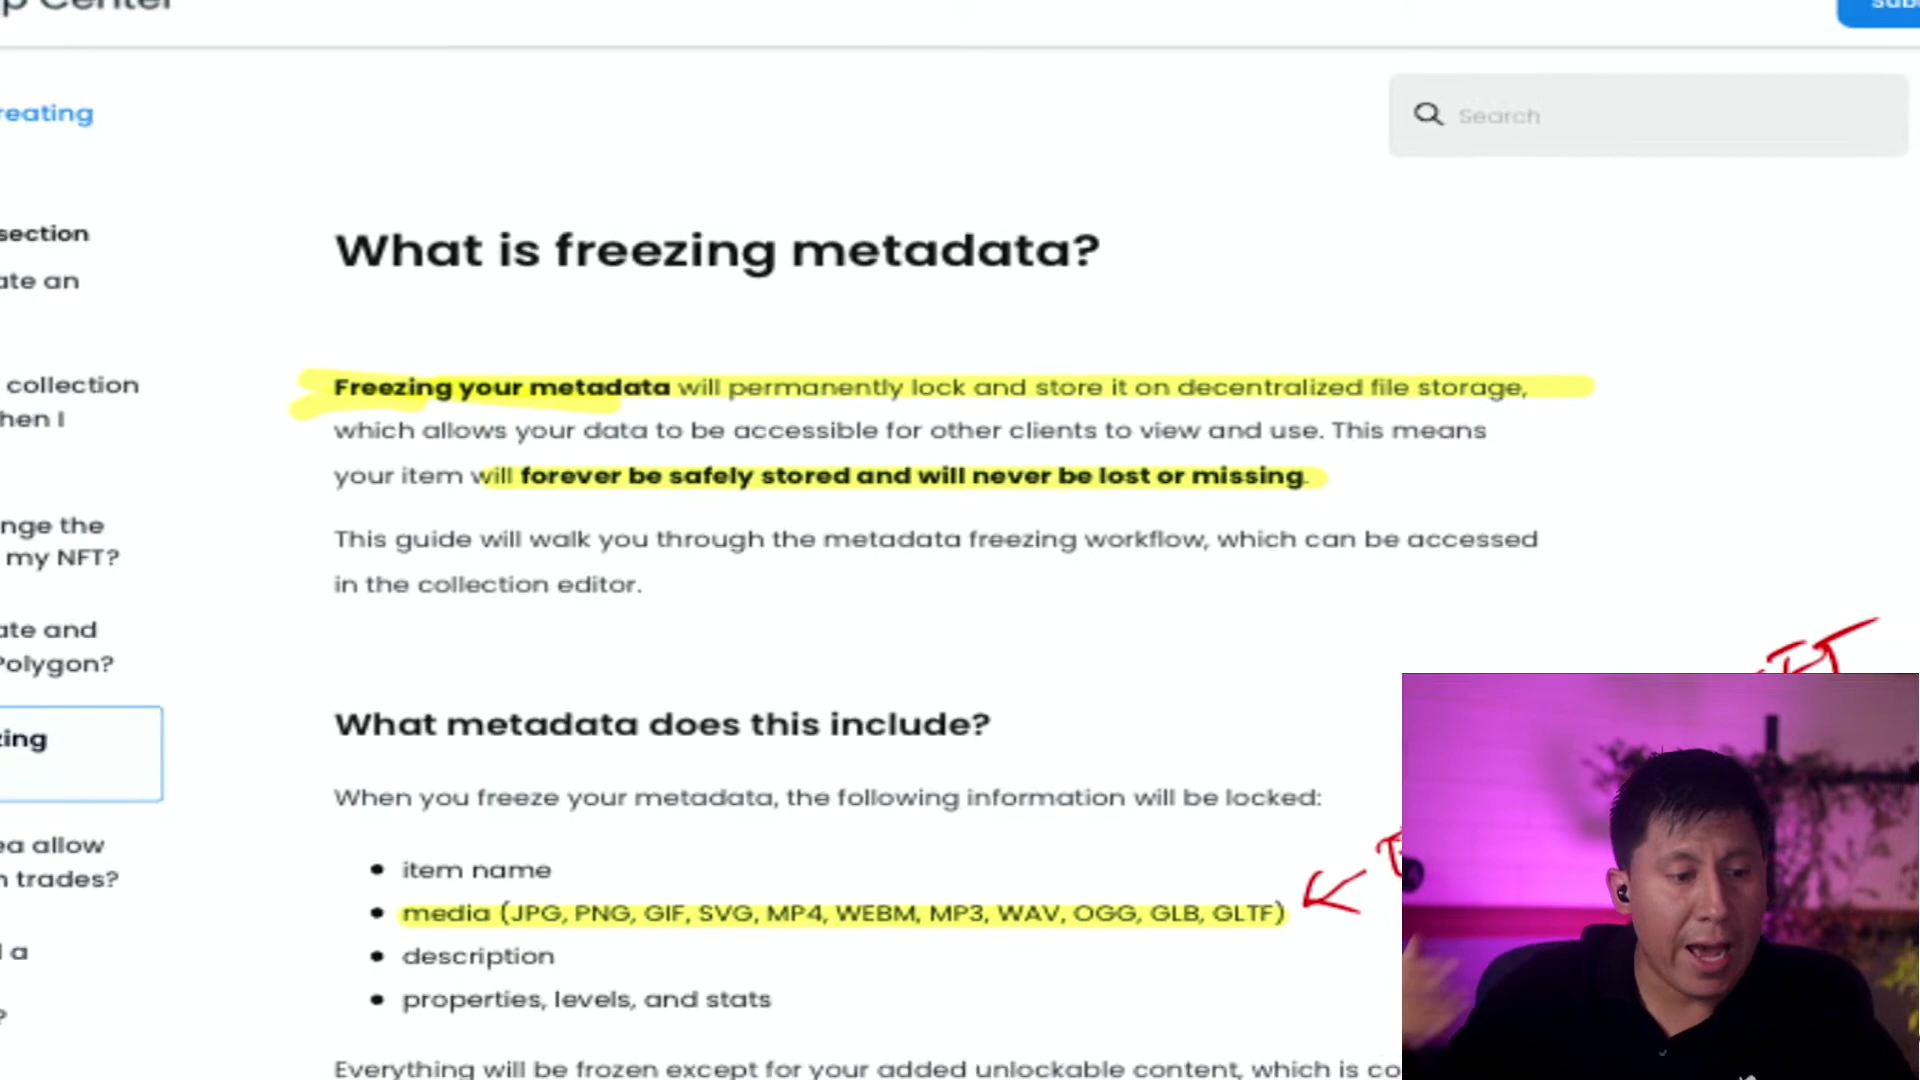 p Center
reating
Search
section
ate an
collection
hen I
nge the
my NFT?
ate and
Polygon?
zing
ea allow
n trades?
l a
?
What is freezing metadata?
Freezing your metadata will permanently lock and store it on decentralized file storage,
which allows your data to be accessible for other clients to view and use. This means
your item will forever be safely stored and will never be lost or missing.
This guide will walk you through the metadata freezing workflow, which can be accessed
in the collection editor.
What metadata does this include?
When you freeze your metadata, the following information will be locked:
• item name
• media (JPG, PNG, GIF, SVG, MP4, WEBM, MP3, WAV, OGG, GLB, GLTF)
• description
• properties, levels, and stats
Everything will be frozen except for your added unlockable content, which is co